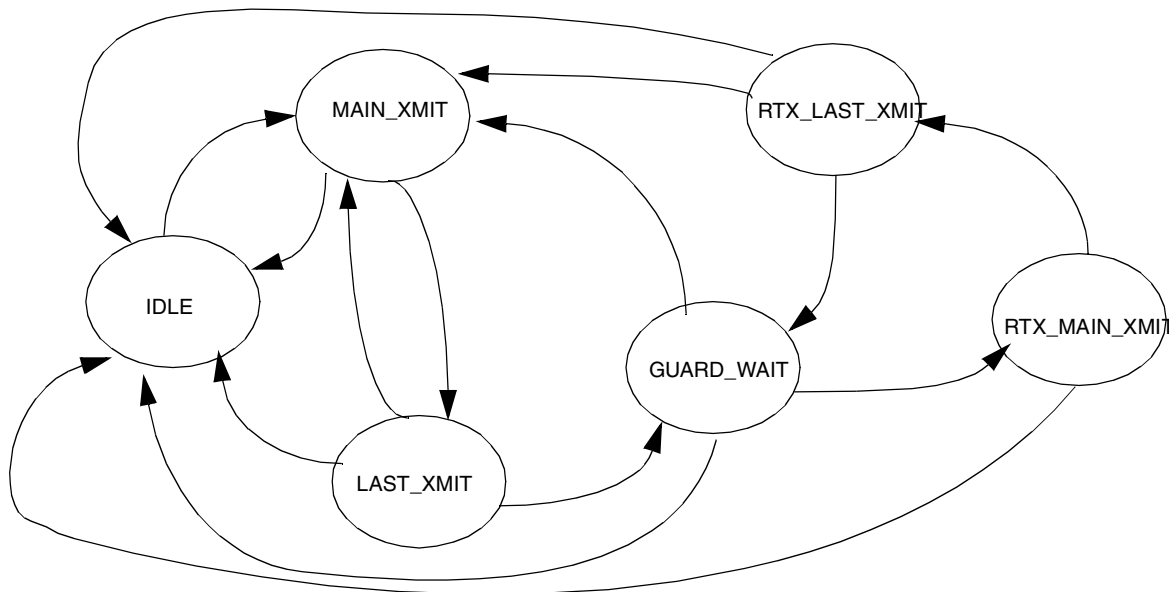 MAIN_XMIT
RTX_LAST_XMIT
IDLE
RTX_MAIN_XMIT
GUARD_WAIT
LAST_XMIT